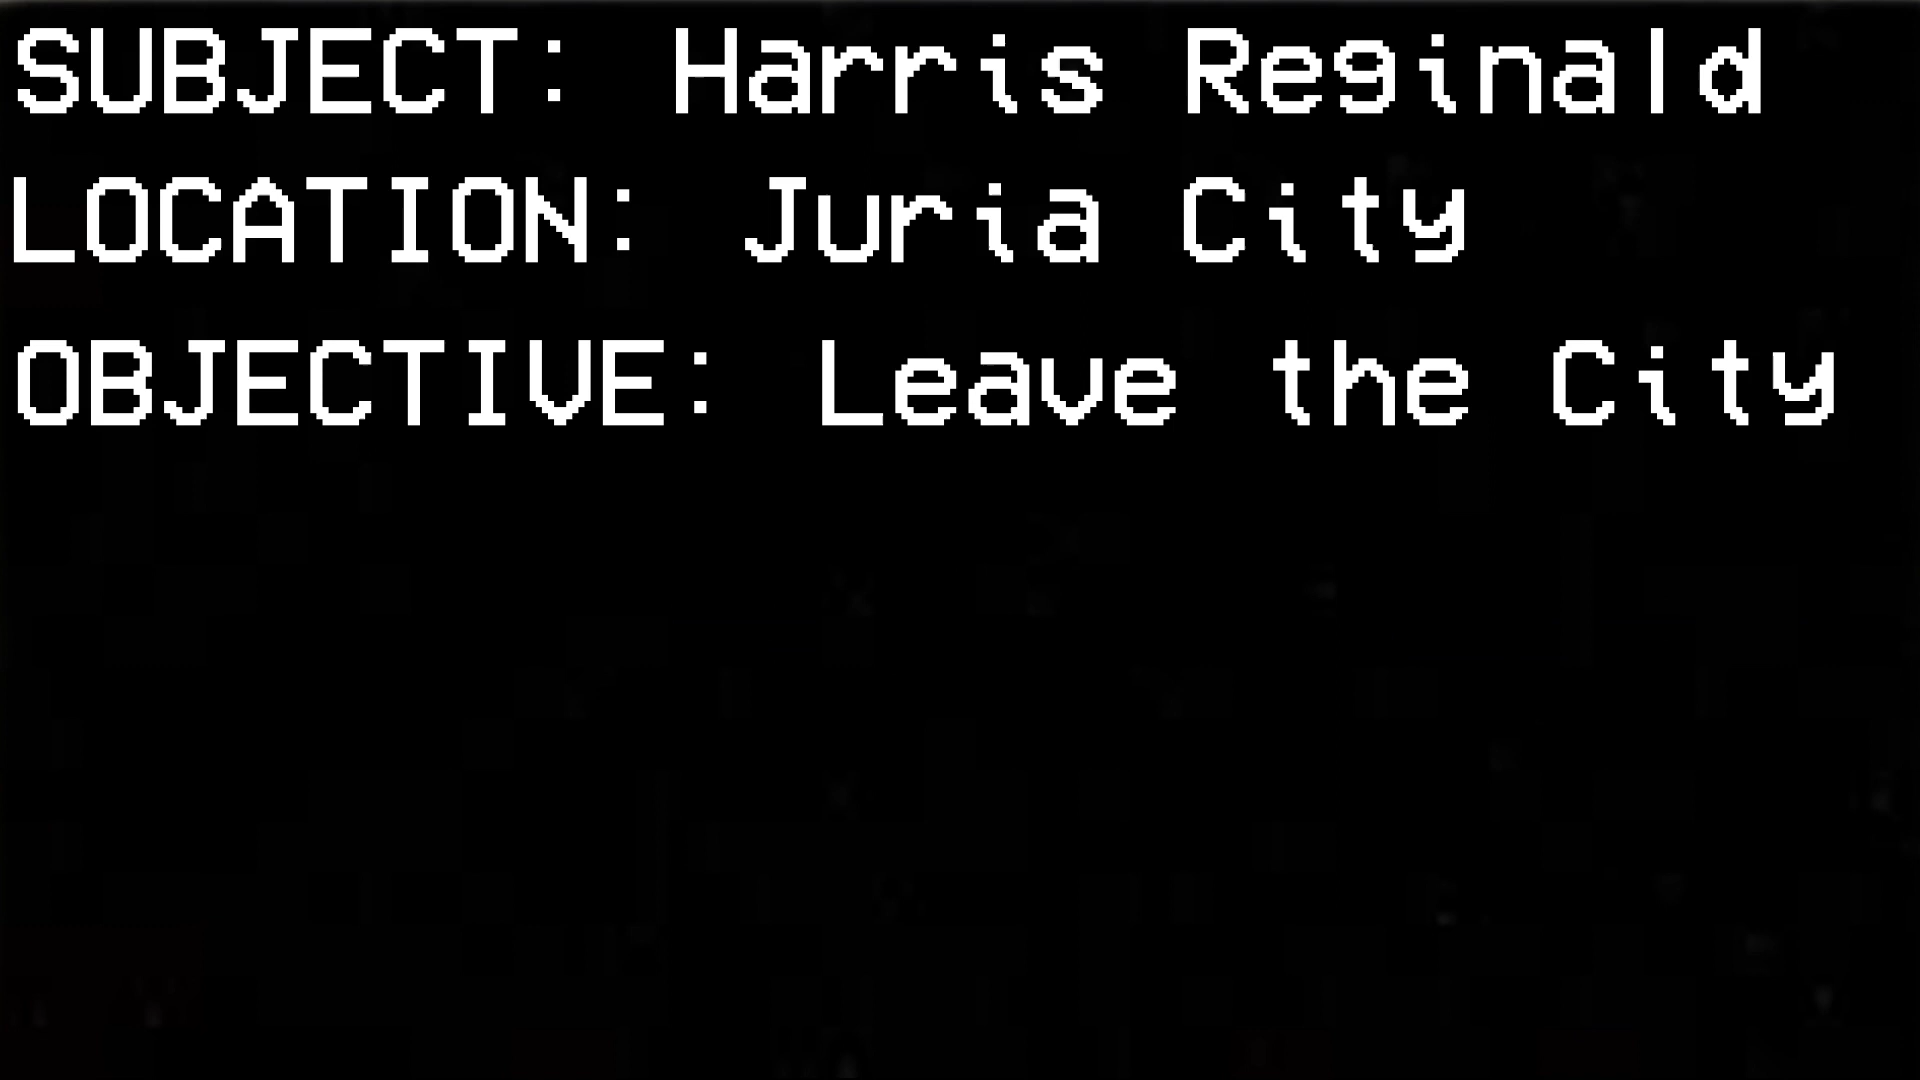 SUBJECT: Harris Reginald
LOCATION: Juria City
OBJECTIVE: Leave the City